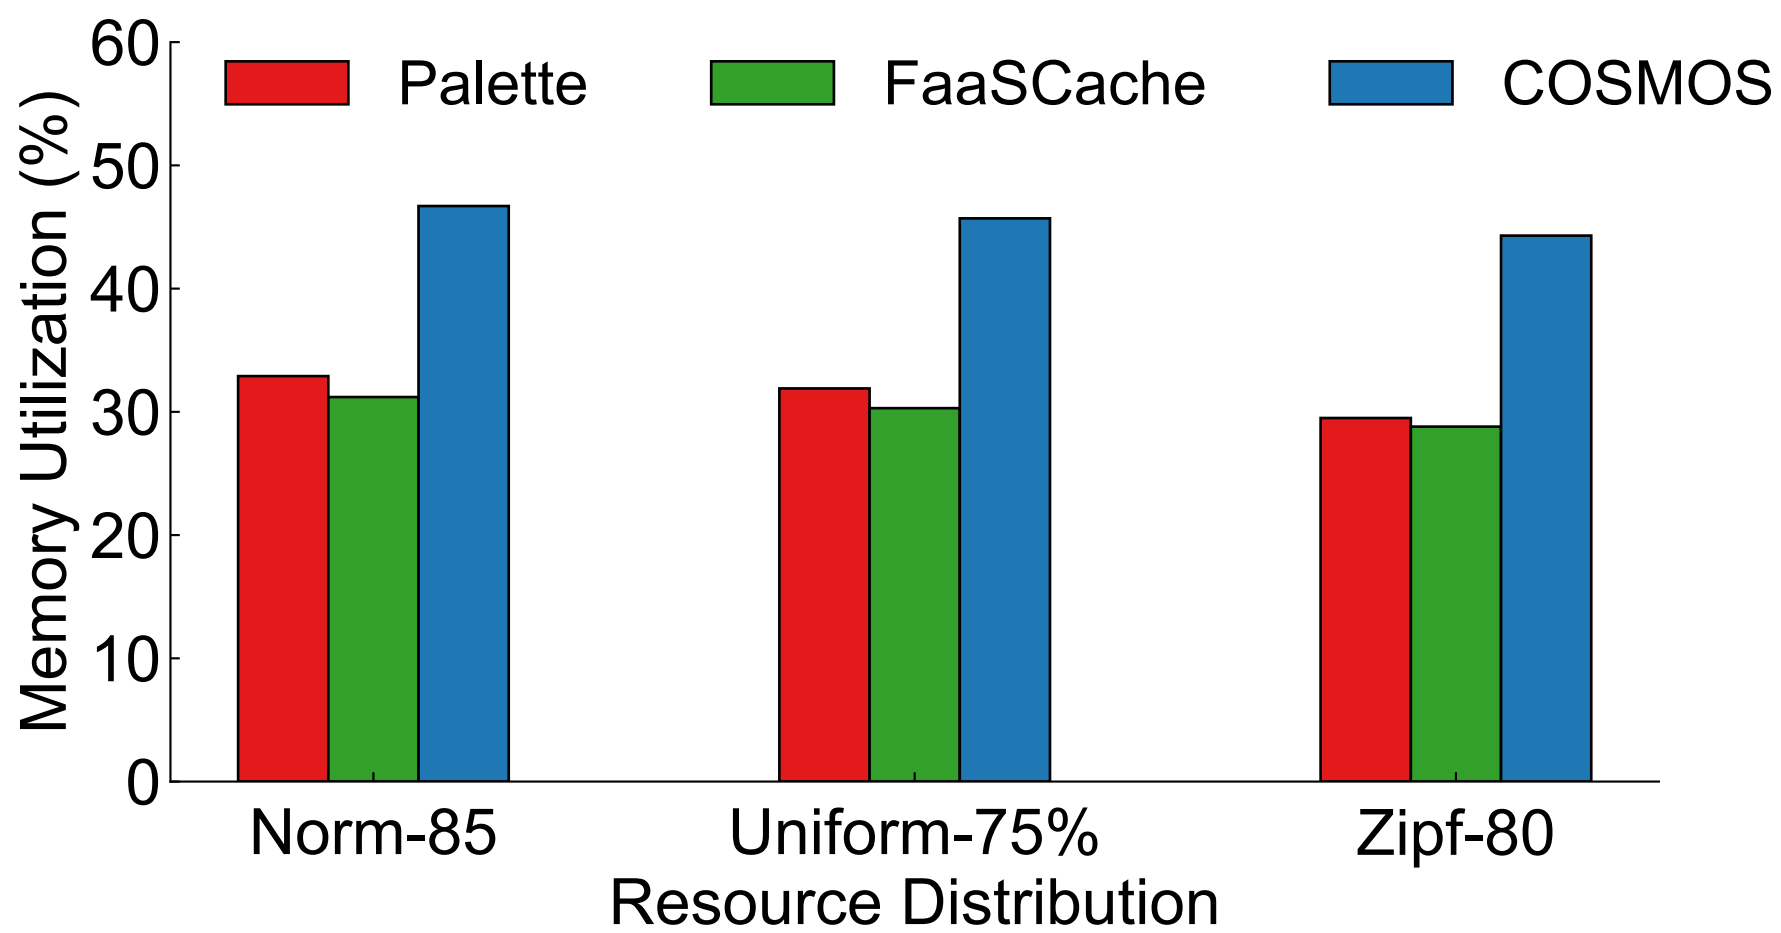 Palette FaaSCache COSMOS
Memory Utilization (%)
60
50
40
30
20
10
0
Norm-85 Uniform-75% Zipf-80
Resource Distribution